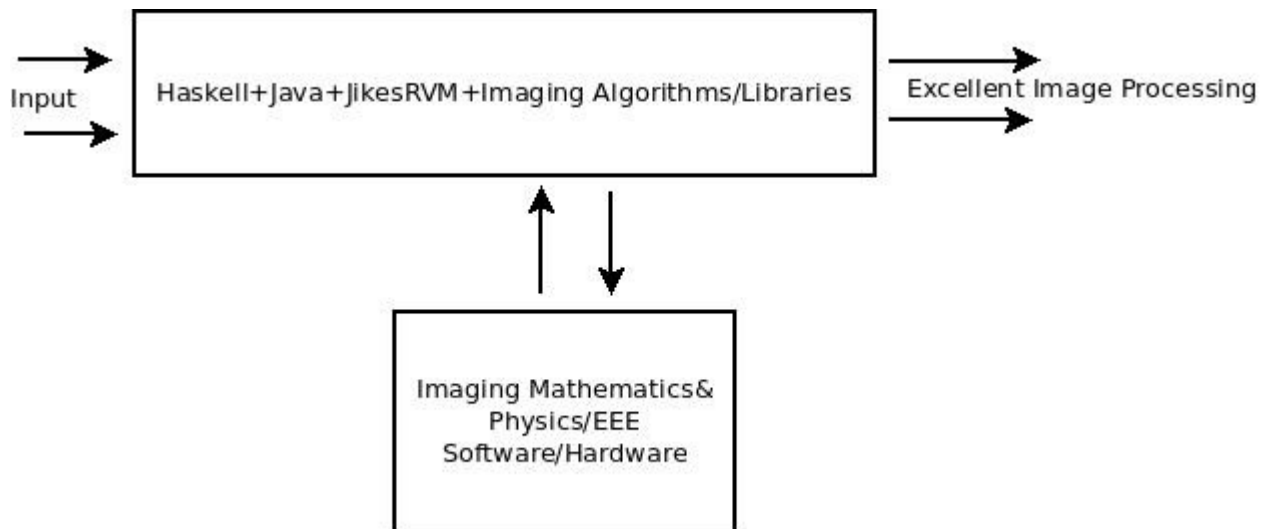 Input
Haskell+Java+JikesRVM+Imaging Algorithms/Libraries
Excellent Image Processing
Imaging Mathematics&
Physics/EEE
Software/Hardware